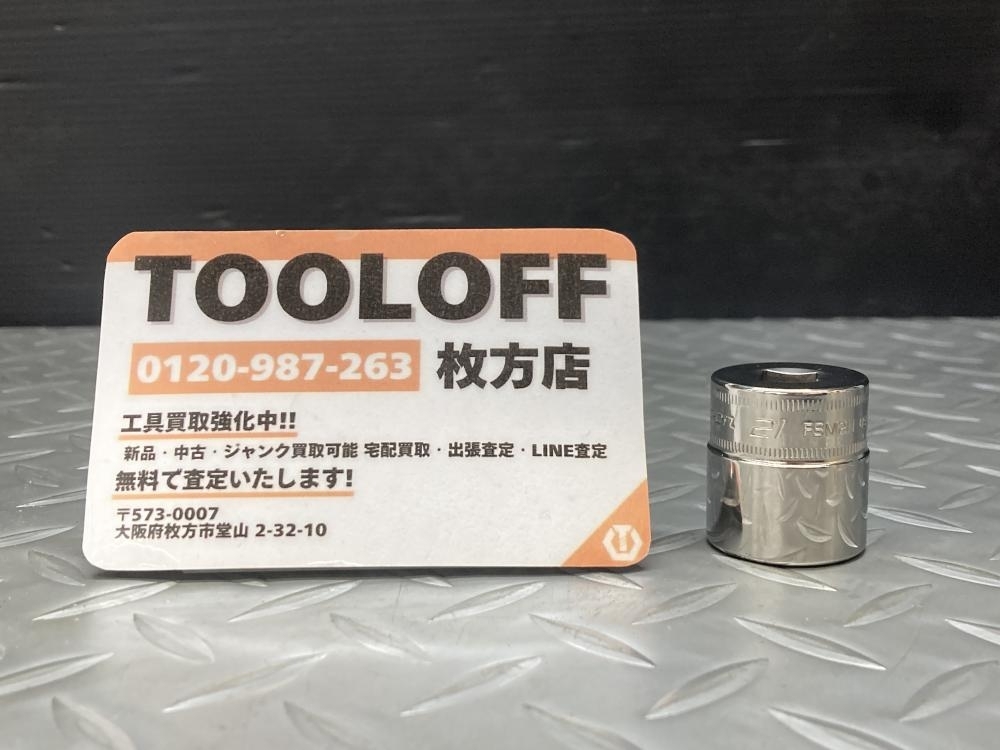 TOOLOFF
0120-987-263 枚方店
工具買取強化中!!
新品・中古・ジャンク買取可能 宅配買取・出張査定・LINE査定
無料で査定いたします!
〒573-0007
大阪府枚方市堂山 2-32-10
21 FSM